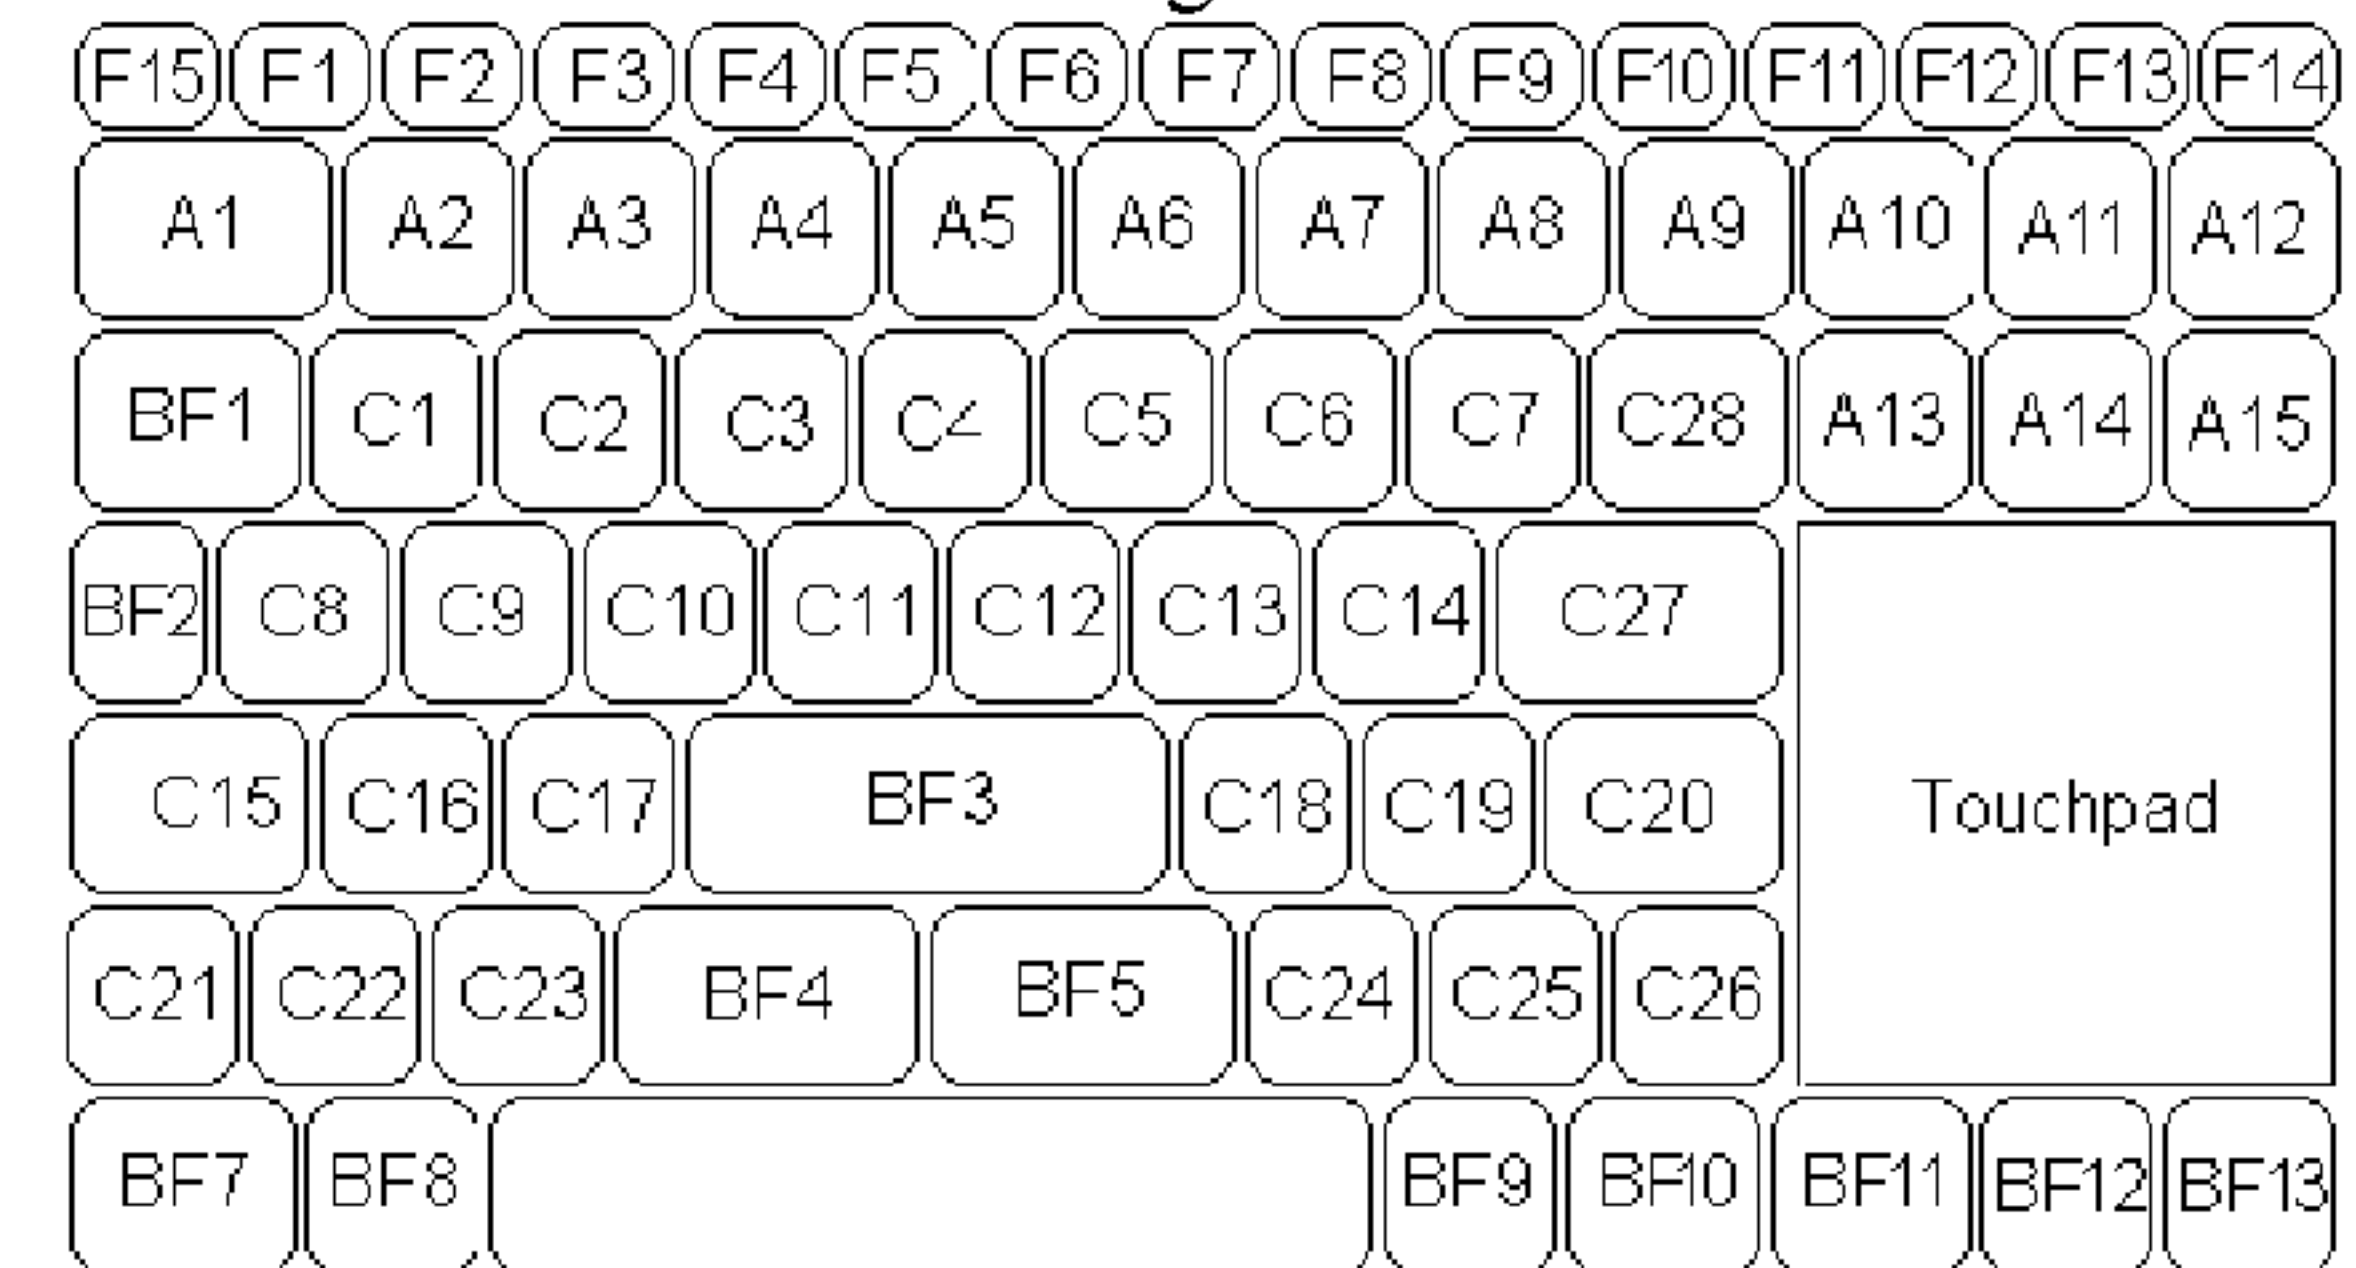 F15 F1 F2 F3 F4 F5 F6 F7 F8 F9 F10 F11 F12 F13 F14
A1 A2 A3 A4 A5 A6 A7 A8 A9 A10 A11 A12
BF1 C1 C2 C3 C4 C5 C6 C7 C28 A13 A14 A15
BF2 C8 C9 C10 C11 C12 C13 C14 C27
C15 C16 C17 BF3 C18 C19 C20 Touchpad
C21 C22 C23 BF4 BF5 C24 C25 C26
BF7 BF8 BF9 BF10 BF11 BF12 BF13